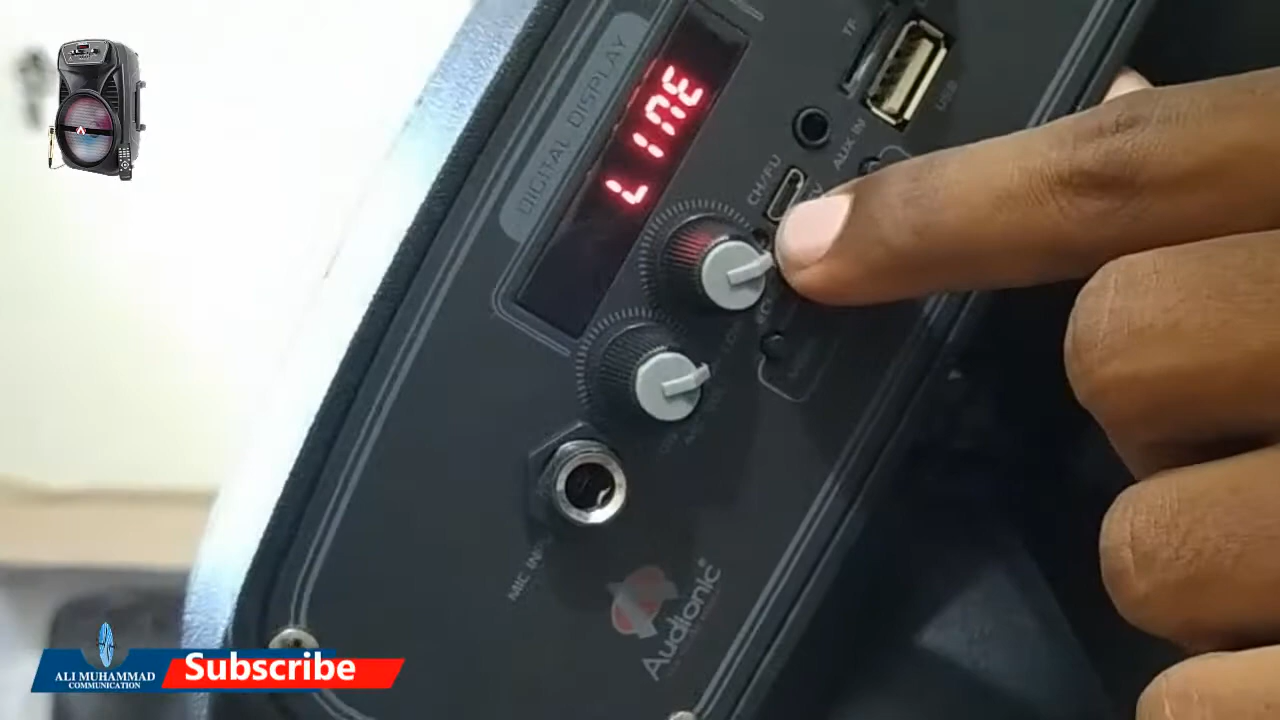 DIGITAL DISPLAY
LINE
TF
USB
AUX IN
CH/FU
MIC IN
Audionic®
ALI MUHAMMAD
COMMUNICATION
Subscribe